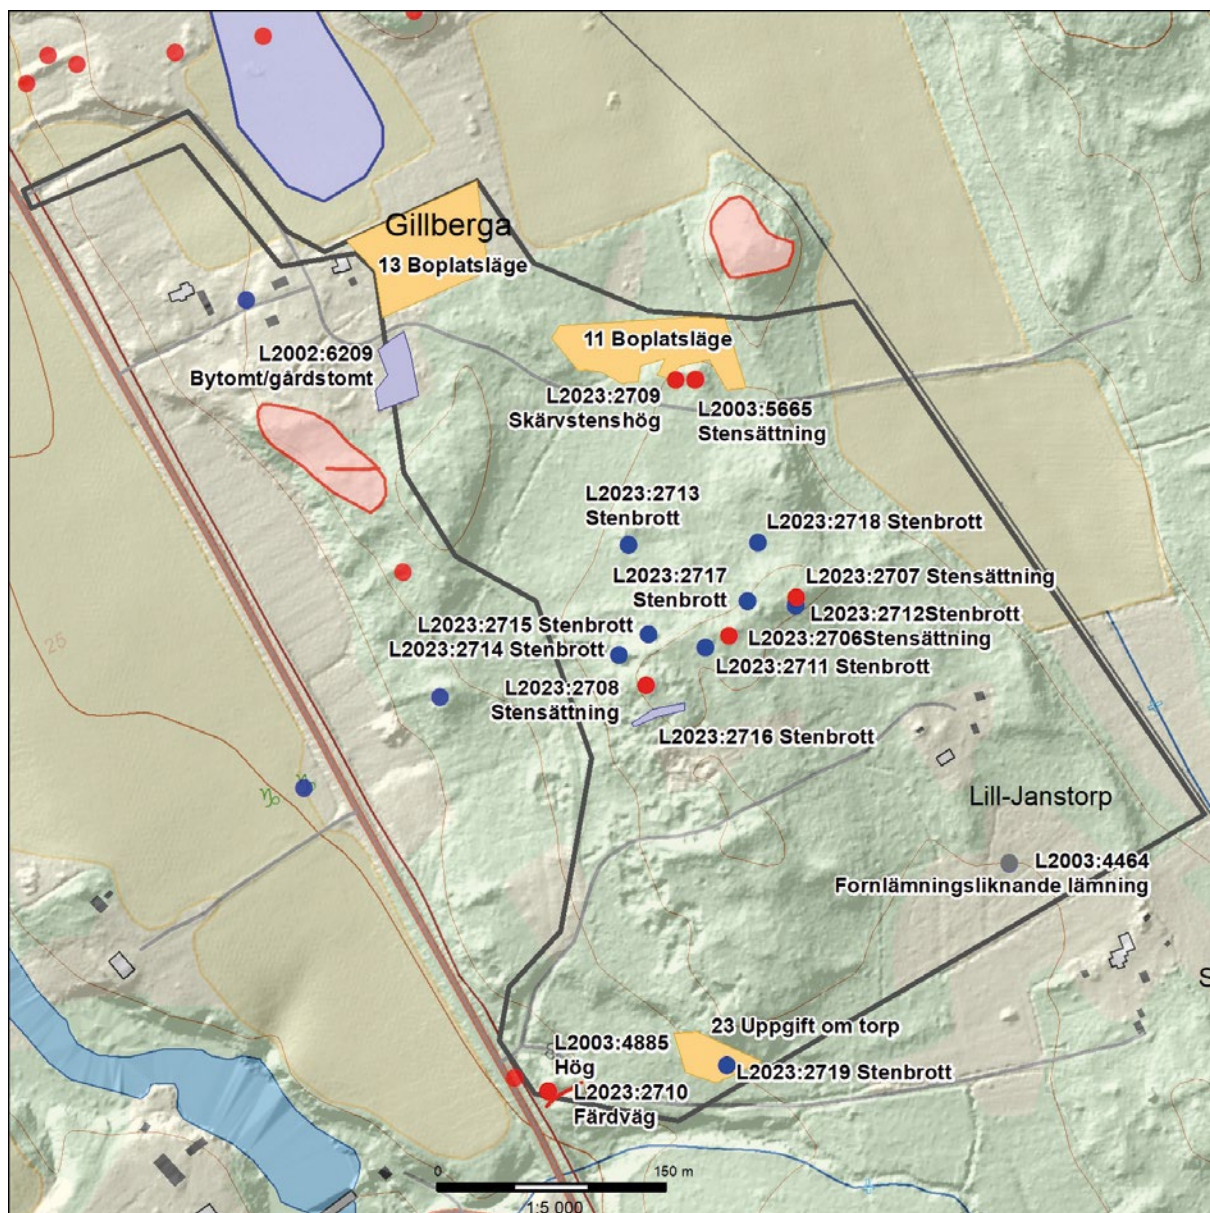 Gillberga
13 Boplatsläge
11 Boplatsläge
L2002:6209
Bytomt/gårdstomt
L2023:2709
Skärvstenshög
L2003:5665
Stensättning
L2023:2713
Stenbrott
L2023:2718 Stenbrott
L2023:2717
Stenbrott
L2023:2707 Stensättning
L2023:2712Stenbrott
L2023:2715 Stenbrott
L2023:2706Stensättning
L2023:2714 Stenbrott
L2023:2711 Stenbrott
25
L2023:2708
Stensättning
L2023:2716 Stenbrott
Lill-Janstorp
L2003:4464
Fornlämningsliknande lämning
S
23 Uppgift om torp
L2003:4885
Hög
L2023:2719 Stenbrott
L2023:2710
Färdväg
0 150 m
1:5 000